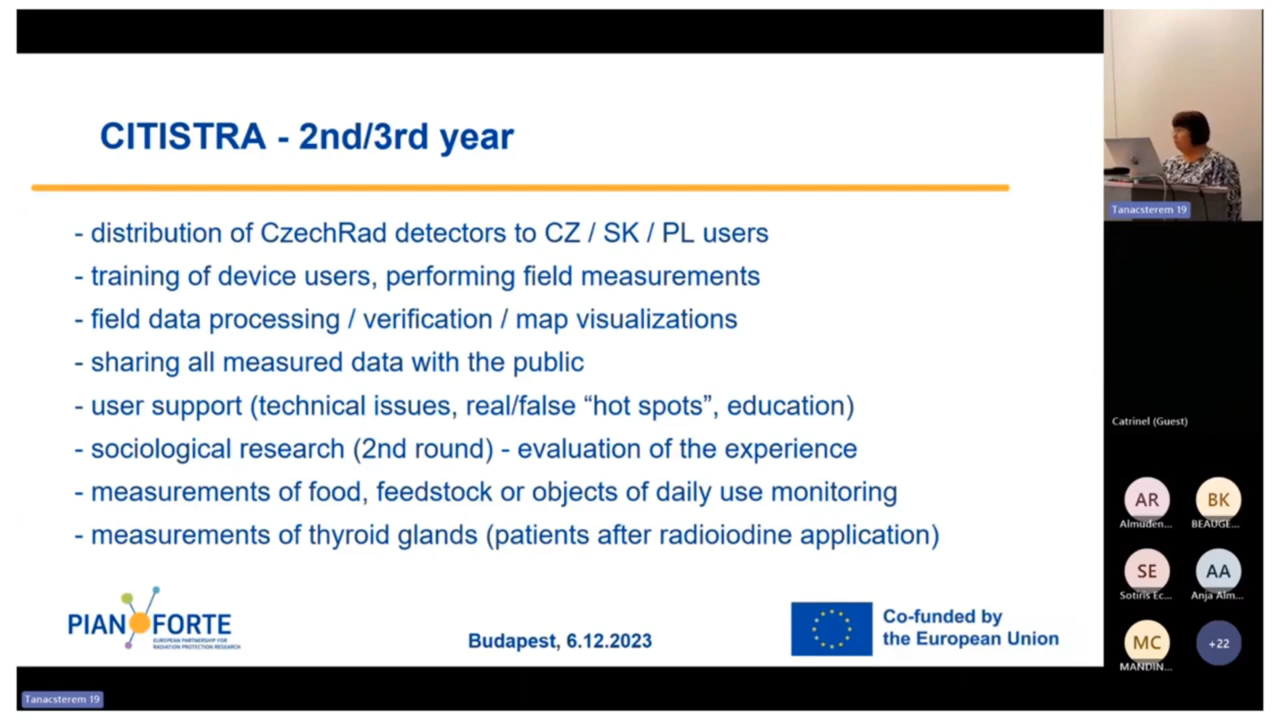 CITISTRA - 2nd/3rd year
- distribution of CzechRad detectors to CZ / SK / PL users
- training of device users, performing field measurements
- field data processing / verification / map visualizations
- sharing all measured data with the public
- user support (technical issues, real/false “hot spots”, education)
- sociological research (2nd round) - evaluation of the experience
- measurements of food, feedstock or objects of daily use monitoring
- measurements of thyroid glands (patients after radioiodine application)
PIANOFORTE
EUROPEAN PARTNERSHIP FOR
RADIATION PROTECTION RESEARCH
Budapest, 6.12.2023
Co-funded by
the European Union
Tanacsterem 19
Tanacsterem 19
Catrinel (Guest)
AR
BK
Almuden...
BEAUGE...
SE
AA
Sotiris Ec...
Anja Alm...
MC
+22
MANDIN...